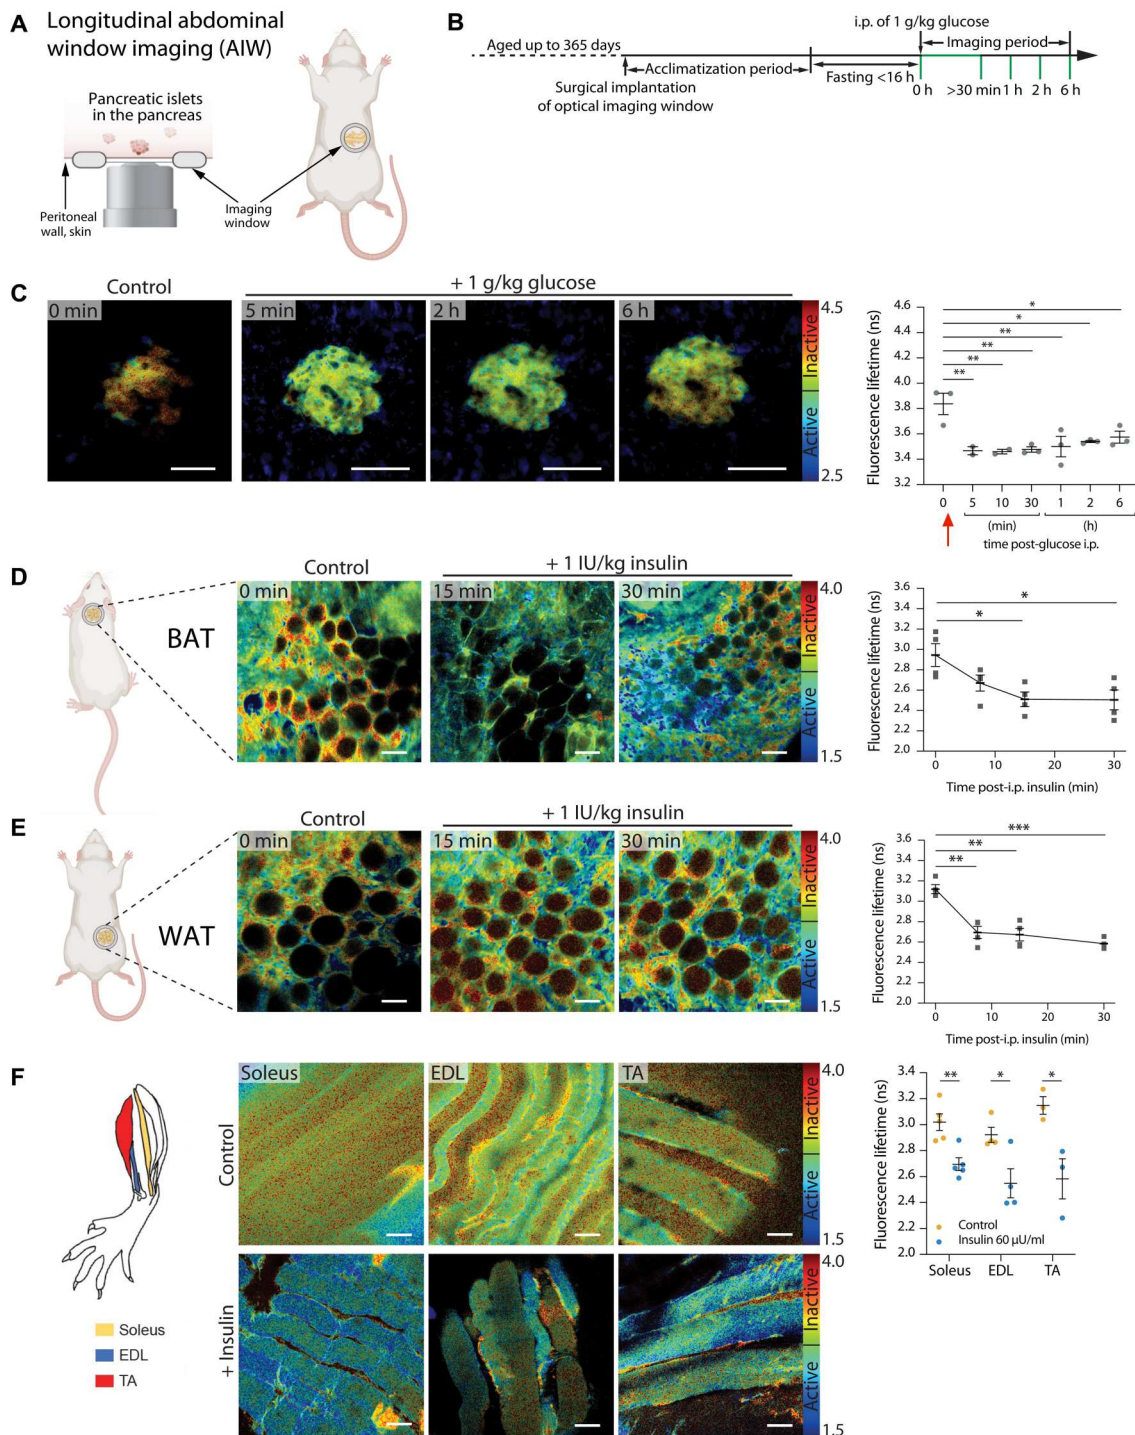 A
Longitudinal abdominal
window imaging (AIW)
Pancreatic islets
in the pancreas
Peritoneal
wall, skin
Imaging
window
B
i.p. of 1 g/kg glucose
Aged up to 365 days
Imaging period
Acclimatization period
Fasting <16 h
Surgical implantation
of optical imaging window
0 h
>30 min
1 h
2 h
6 h
C
Control
+ 1 g/kg glucose
0 min
5 min
2 h
6 h
4.5
Inactive
Active
2.5
Fluorescence lifetime (ns)
4.6
4.4
4.2
4.0
3.8
3.6
3.4
3.2
*
*
**
**
**
**
0 5 10 30 1 2 6
(min) (h)
time post-glucose i.p.
D
BAT
Control
+ 1 IU/kg insulin
0 min
15 min
30 min
4.0
Inactive
Active
1.5
Fluorescence lifetime (ns)
3.6
3.4
3.2
3.0
2.8
2.6
2.4
2.2
2.0
*
*
0 10 20 30
Time post-i.p. insulin (min)
E
WAT
Control
+ 1 IU/kg insulin
0 min
15 min
30 min
4.0
Inactive
Active
1.5
Fluorescence lifetime (ns)
3.6
3.4
3.2
3.0
2.8
2.6
2.4
2.2
2.0
***
**
**
0 10 20 30
Time post-i.p. insulin (min)
F
Soleus
EDL
TA
Control
+ Insulin
Soleus
EDL
TA
4.0
Inactive
Active
1.5
4.0
Inactive
Active
1.5
Fluorescence lifetime (ns)
3.4
3.2
3.0
2.8
2.6
2.4
2.2
2.0
** * *
Control
Insulin 60 µU/ml
Soleus EDL TA